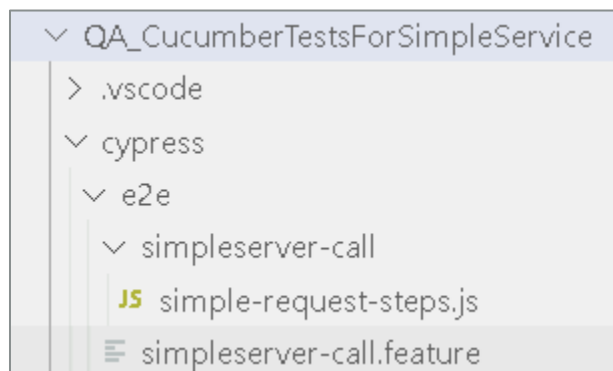 QA_CucumberTestsForSimpleService
.vscode
cypress
e2e
simpleserver-call
JS simple-request-steps.js
simpleserver-call.feature